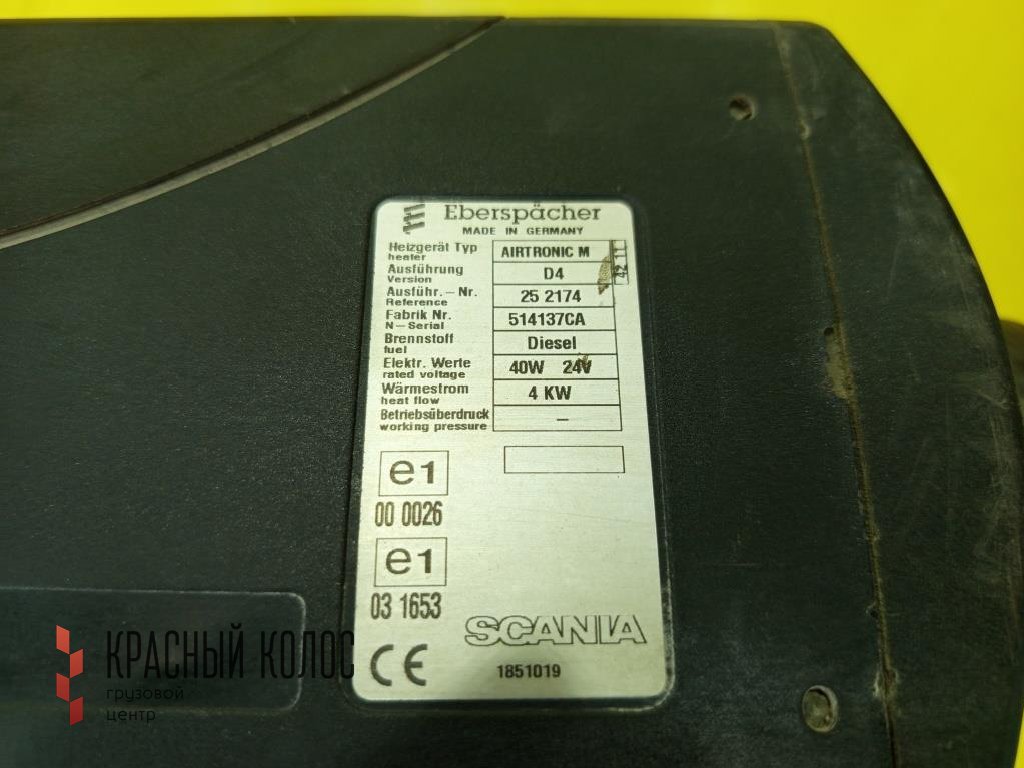 Eberspächer
MADE IN GERMANY
Heizgerät Typ AIRTRONIC M
heater
Ausführung D4
Version
Ausführ.-Nr. 25 2174
Reference
Fabrik Nr. 514137CA
N-Serial
Brennstoff Diesel
fuel
Elektr. Werte 40W 24V
rated voltage
Wärmestrom 4 KW
heat flow
Betriebsüberdruck –
working pressure
e1
00 0026
e1
03 1653
SCANIA
CE
1851019
КРАСНЫЙ КОЛОС
грузовой
центр